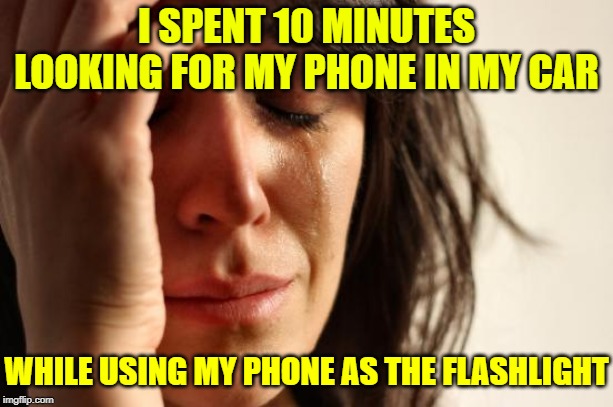 I SPENT 10 MINUTES
LOOKING FOR MY PHONE IN MY CAR
WHILE USING MY PHONE AS THE FLASHLIGHT
imgflip.com